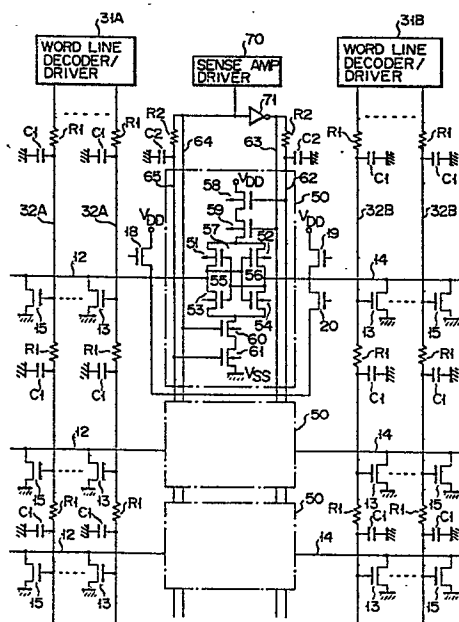 31A
70
31B
WORD LINE
DECODER/
DRIVER
SENSE AMP
DRIVER
WORD LINE
DECODER/
DRIVER
71
R2
R2
C1
R1
C1
R1
C2
64
63
C2
R1
R1
C1
C1
65
58
VDD
62
50
32A
32A
59
VDD
32B
32B
VDD
18
57
52
19
51
12
56
14
55
53
54
20
15
13
60
13
15
R1
R1
61
R1
R1
C1
C1
VSS
C1
C1
12
50
14
15
13
R1
13
15
R1
R1
R1
C1
C1
C1
C1
50
12
14
15
13
13
15